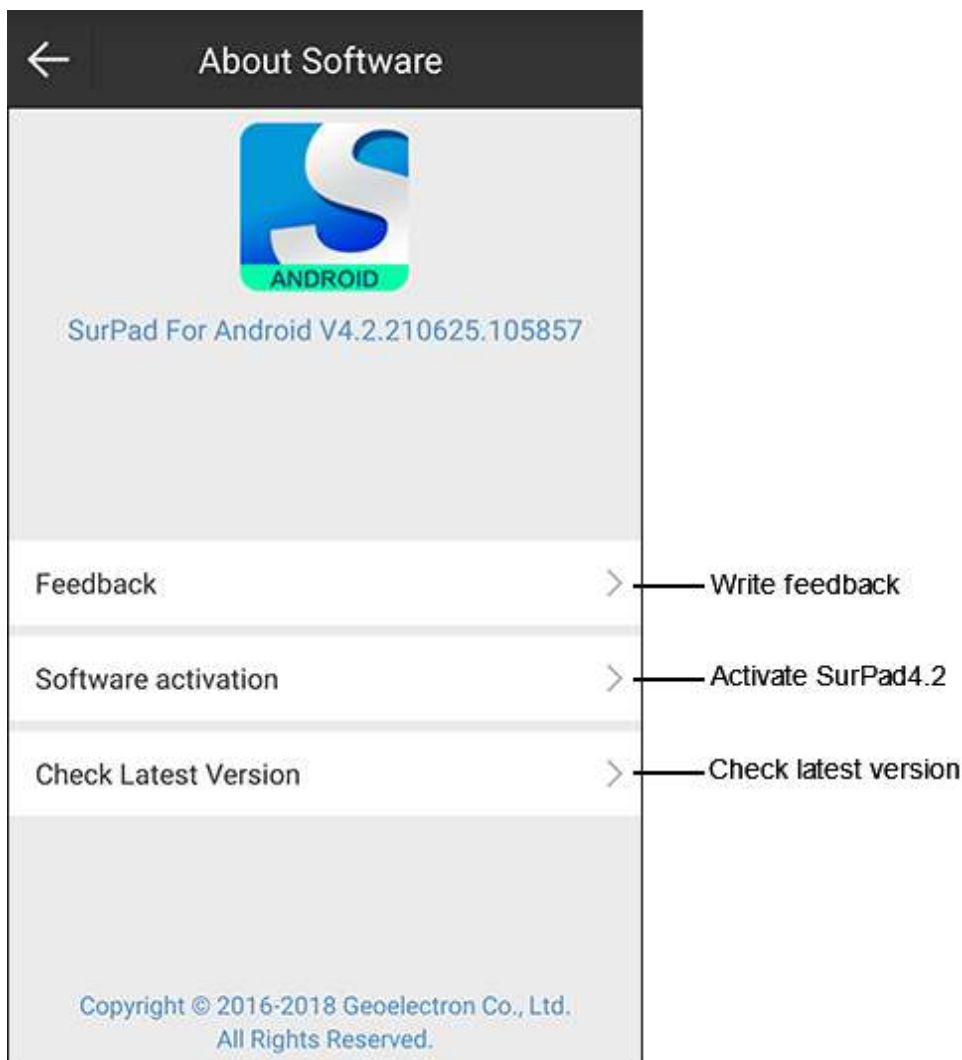 About Software
ANDROID
SurPad For Android V4.2.210625.105857
Feedback
Write feedback
Software activation
Activate SurPad4.2
Check Latest Version
Check latest version
Copyright © 2016-2018 Geoelectron Co., Ltd.
All Rights Reserved.